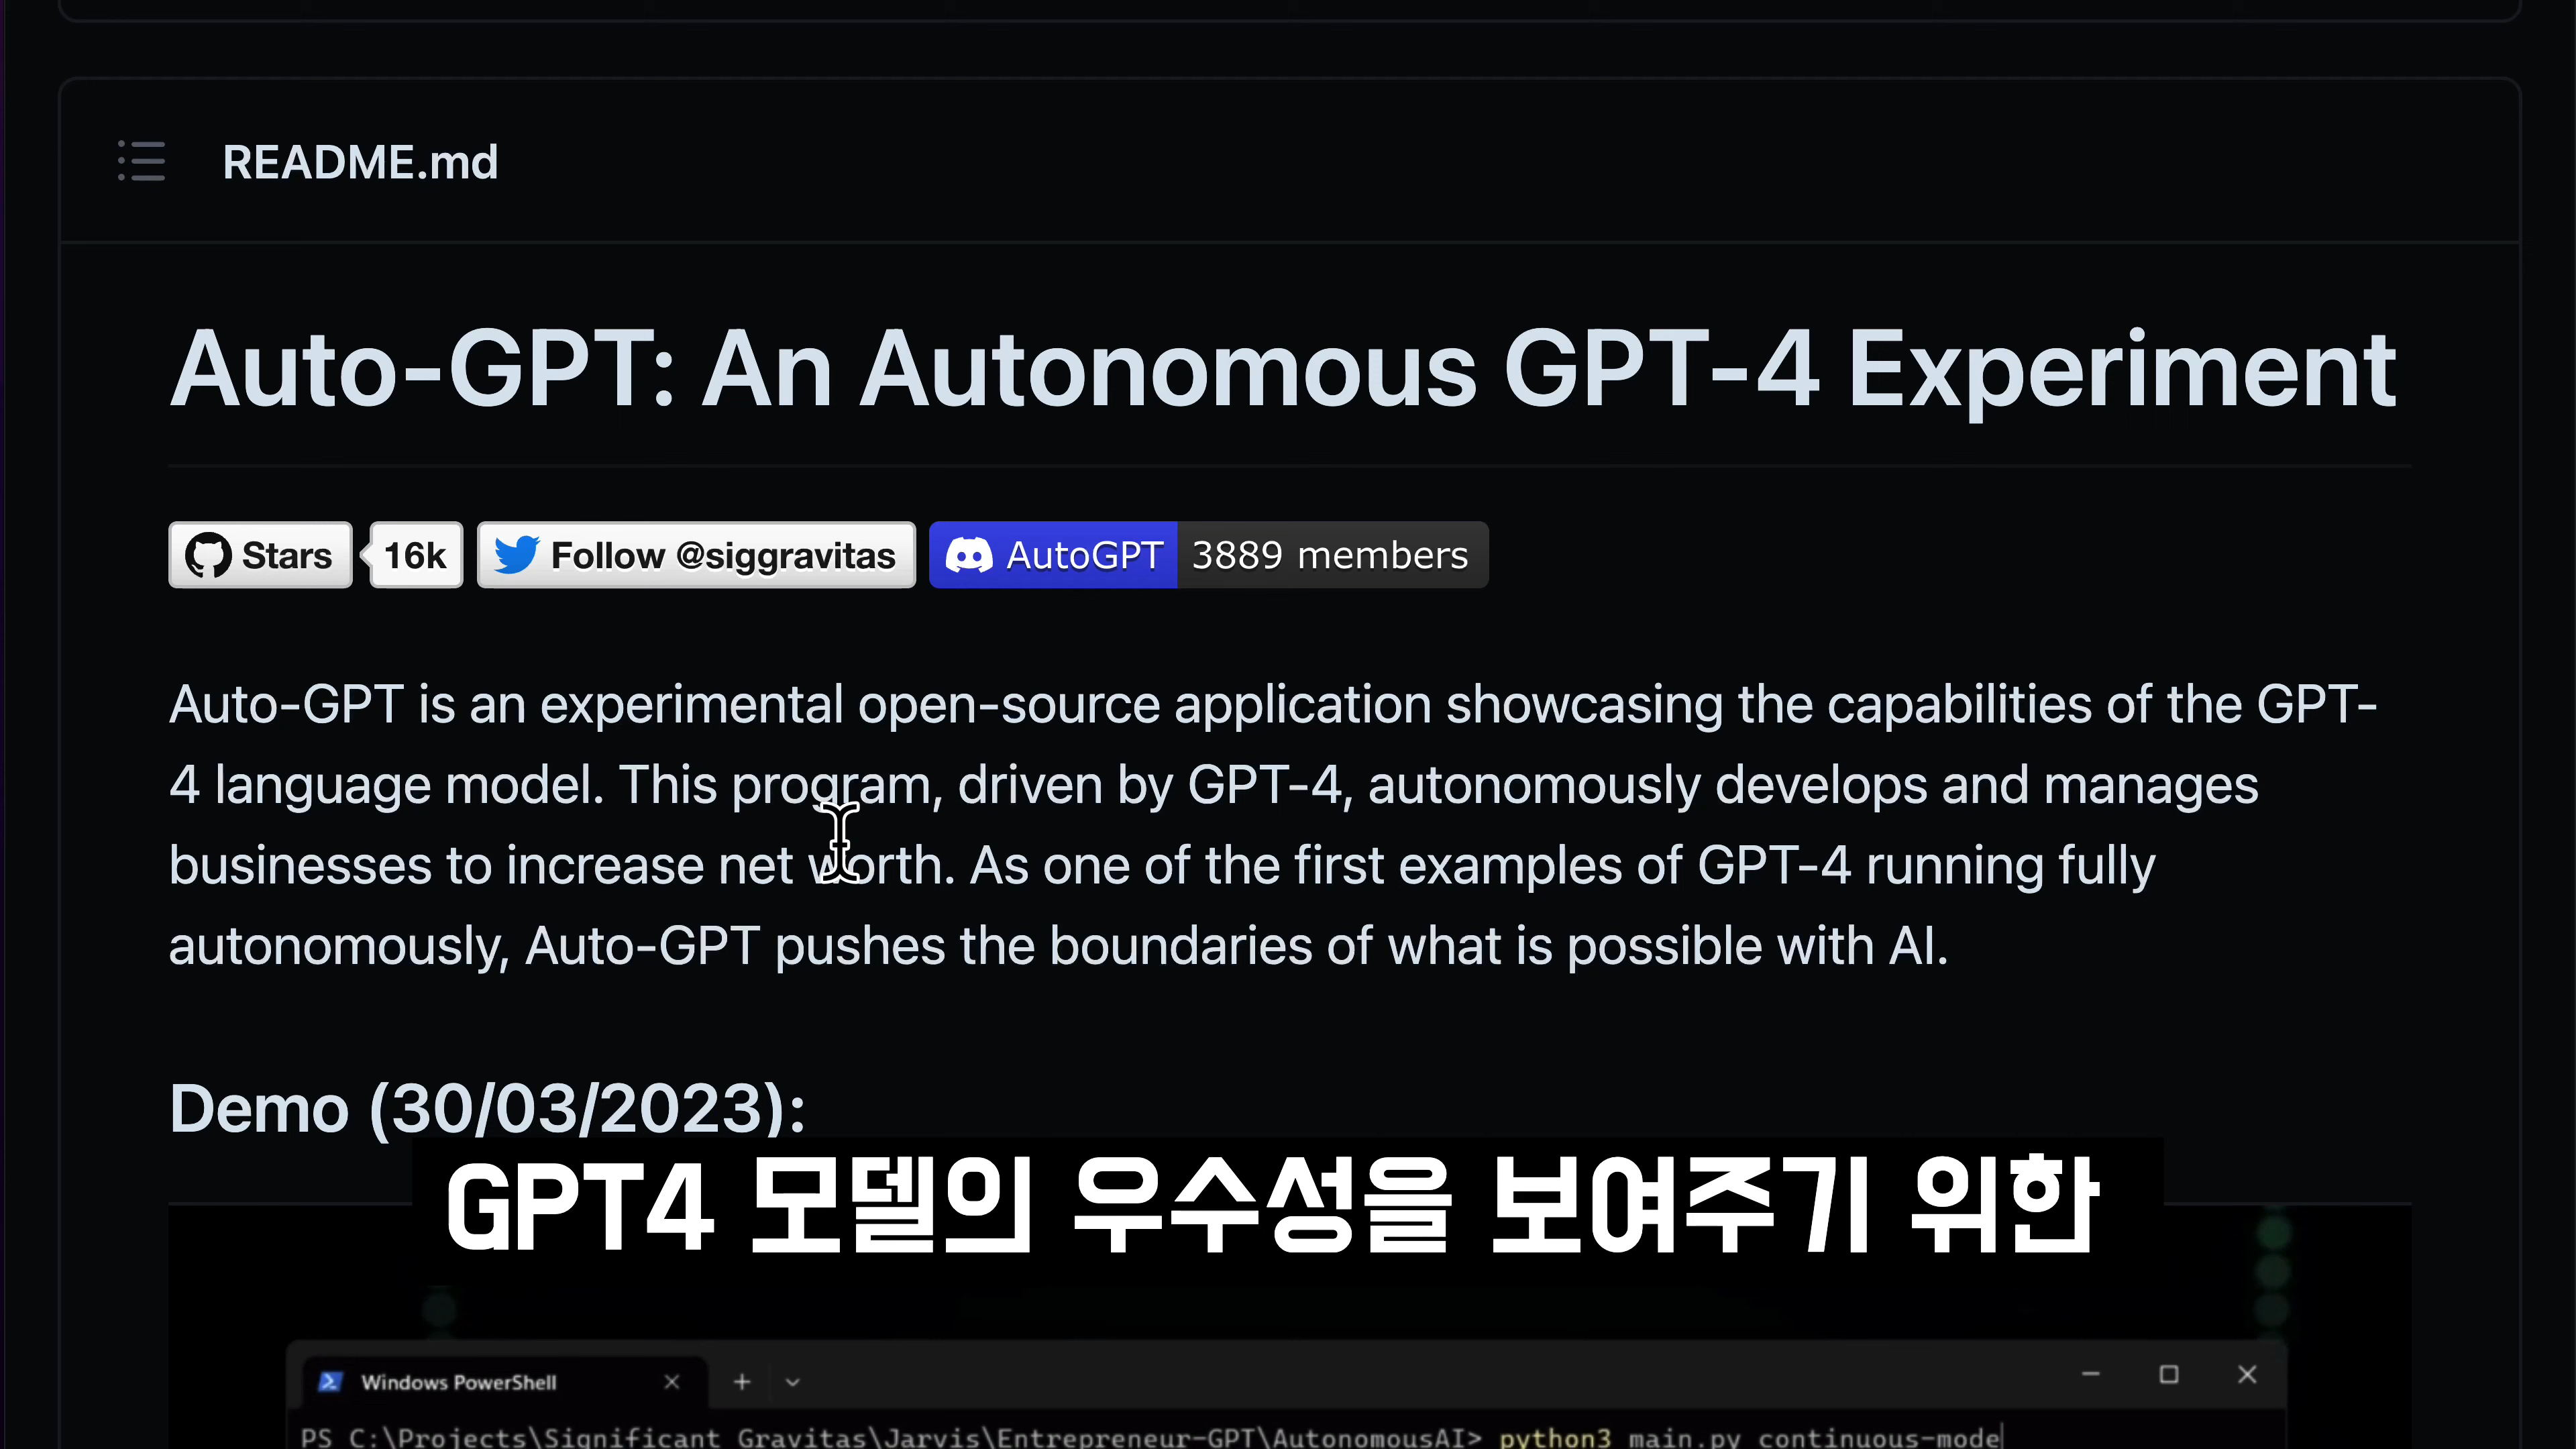 README.md
Auto-GPT: An Autonomous GPT-4 Experiment
Stars 16k Follow @siggravitas AutoGPT 3889 members
Auto-GPT is an experimental open-source application showcasing the capabilities of the GPT-
4 language model. This program, driven by GPT-4, autonomously develops and manages
businesses to increase net worth. As one of the first examples of GPT-4 running fully
autonomously, Auto-GPT pushes the boundaries of what is possible with AI.
Demo (30/03/2023):
GPT4 모델의 우수성을 보여주기 위한
Windows PowerShell
PS C:\Projects\Significant Gravitas\Jarvis\Entrepreneur-GPT\AutonomousAI> python3 main.py continuous-mode